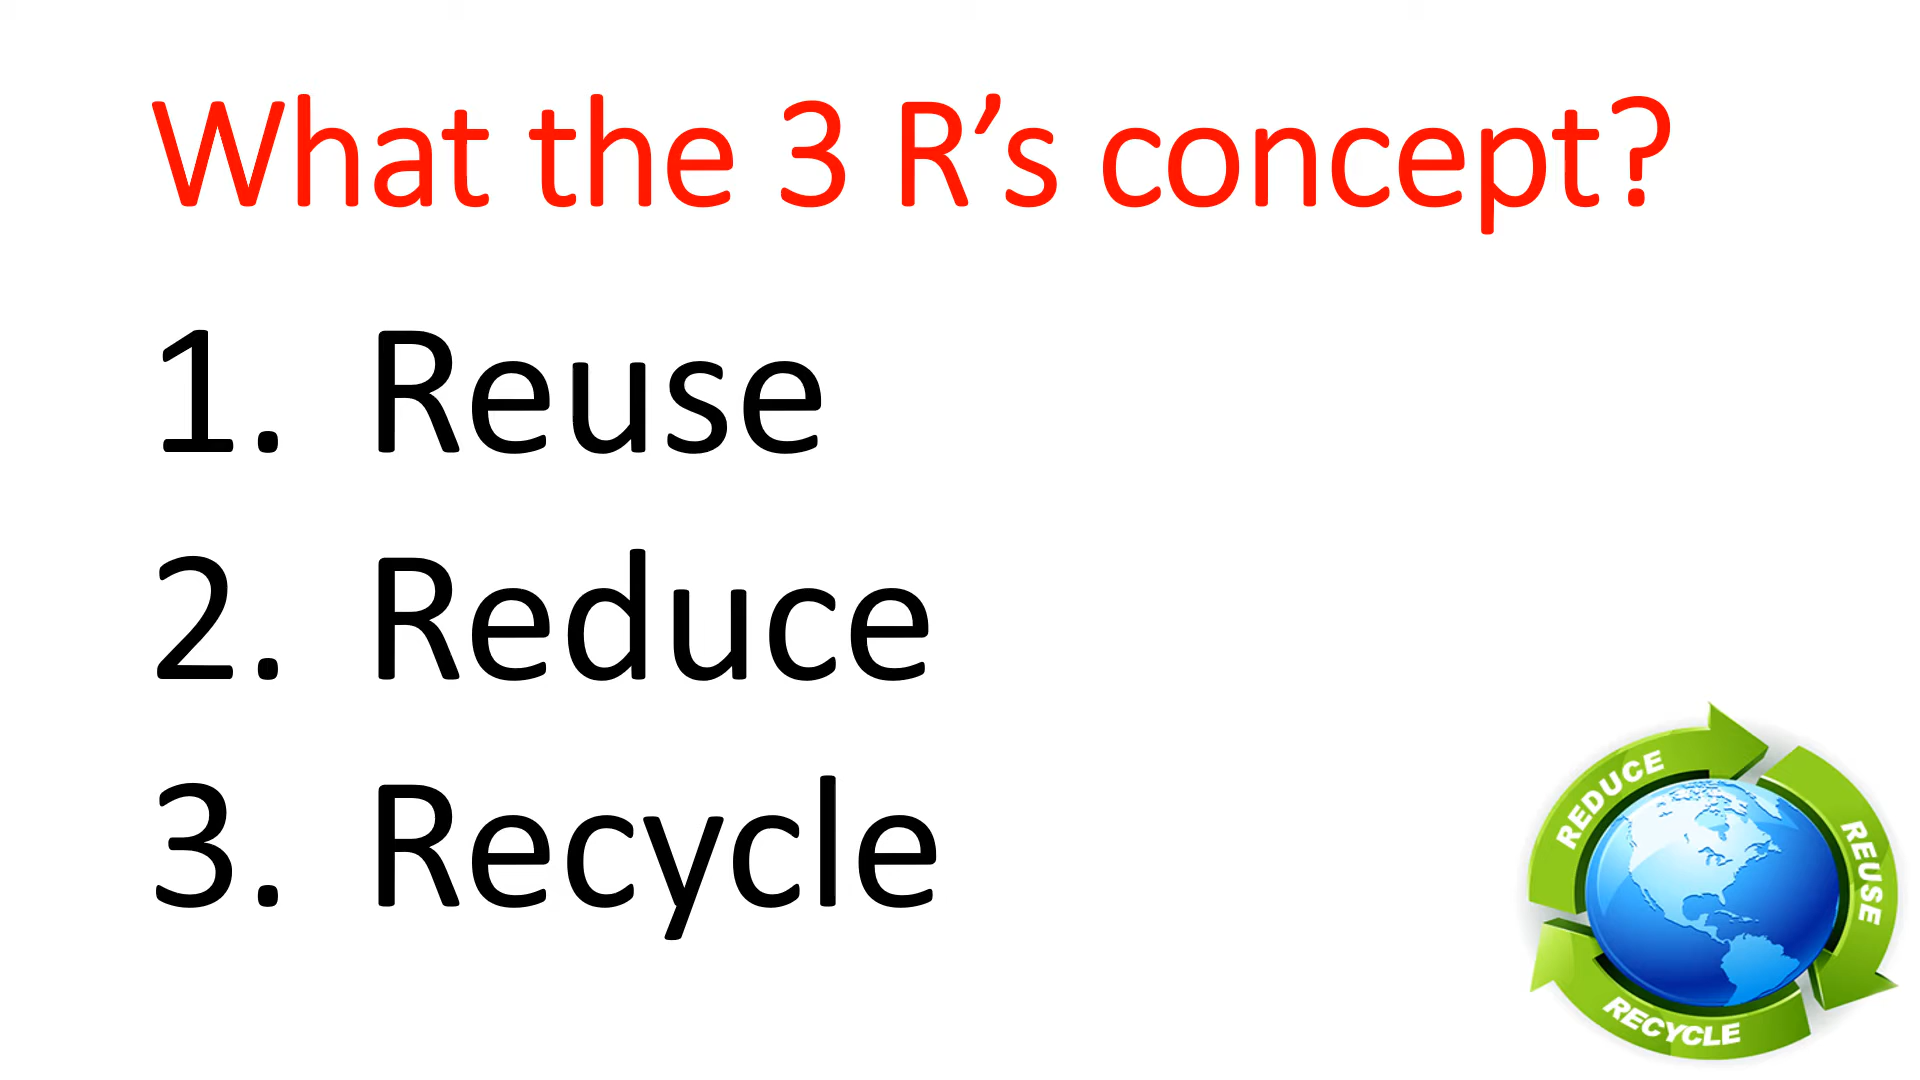 What the 3 R’s concept?
1. Reuse
2. Reduce
3. Recycle
REDUCE
REUSE
RECYCLE